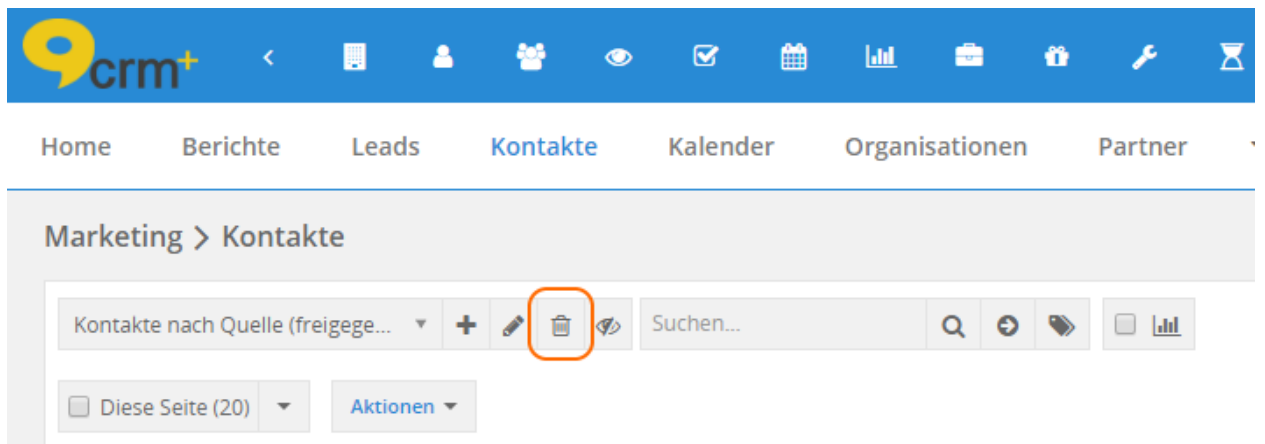 crm+
Home Berichte Leads Kontakte Kalender Organisationen Partner
Marketing > Kontakte
Kontakte nach Quelle (freigege... Suchen...
Diese Seite (20) Aktionen